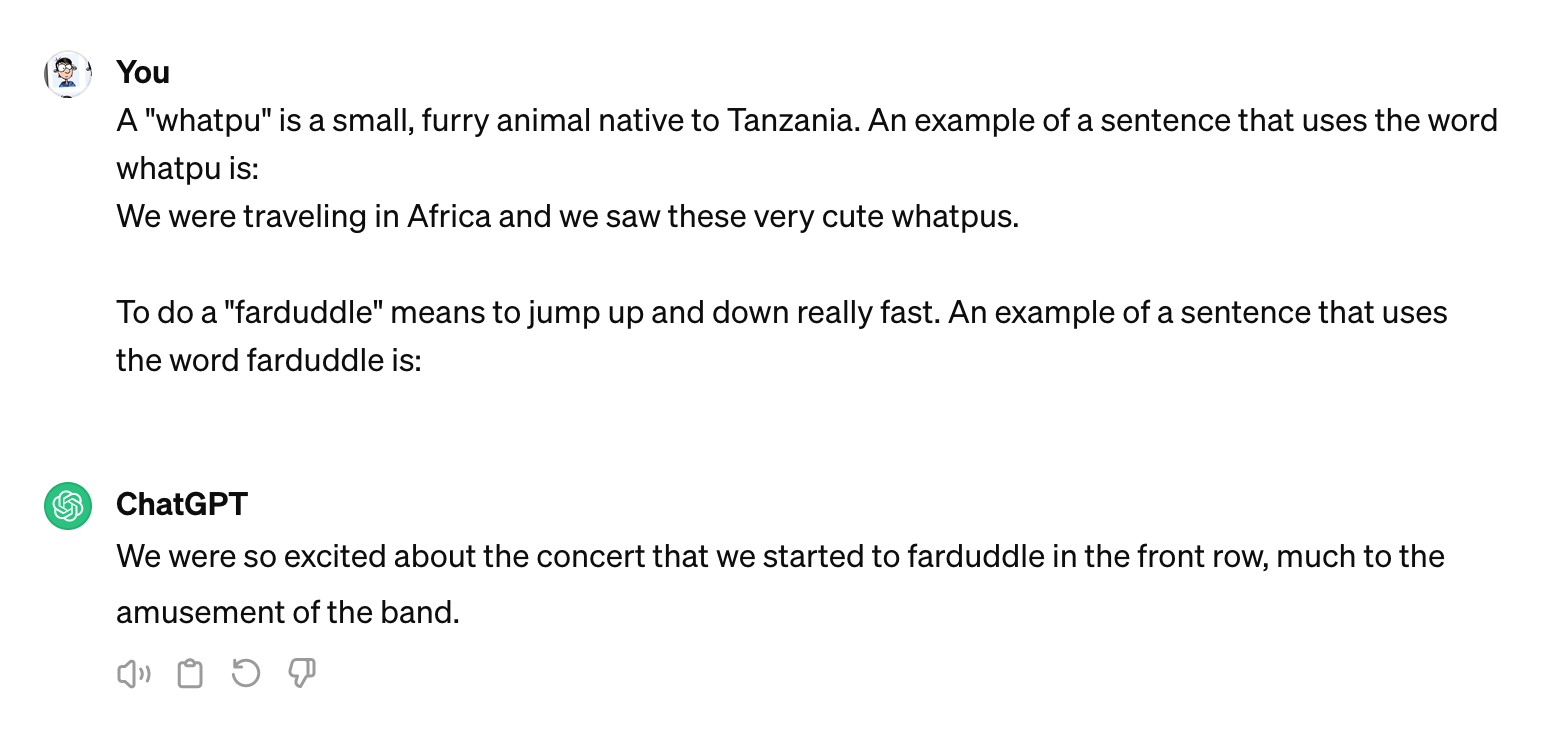 You
A "whatpu" is a small, furry animal native to Tanzania. An example of a sentence that uses the word
whatpu is:
We were traveling in Africa and we saw these very cute whatpus.
To do a "farduddle" means to jump up and down really fast. An example of a sentence that uses
the word farduddle is:
ChatGPT
We were so excited about the concert that we started to farduddle in the front row, much to the
amusement of the band.